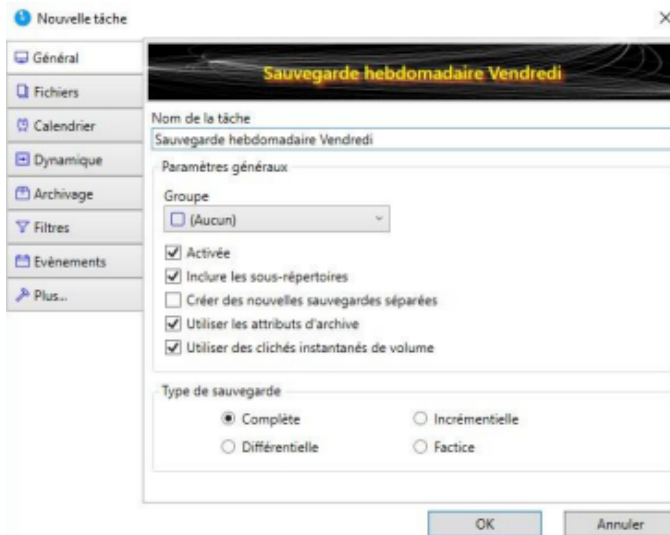 Nouvelle tâche
Général
Fichiers
Calendrier
Dynamique
Archivage
Filtres
Evènements
Plus...
Sauvegarde hebdomadaire Vendredi
Nom de la tâche
Sauvegarde hebdomadaire Vendredi
Paramètres généraux
Groupe
(Aucun)
Activée
Inclure les sous-répertoires
Créer des nouvelles sauvegardes séparées
Utiliser les attributs d'archive
Utiliser des clichés instantanés de volume
Type de sauvegarde
Complète
Incrémentielle
Différentielle
Factice
OK
Annuler